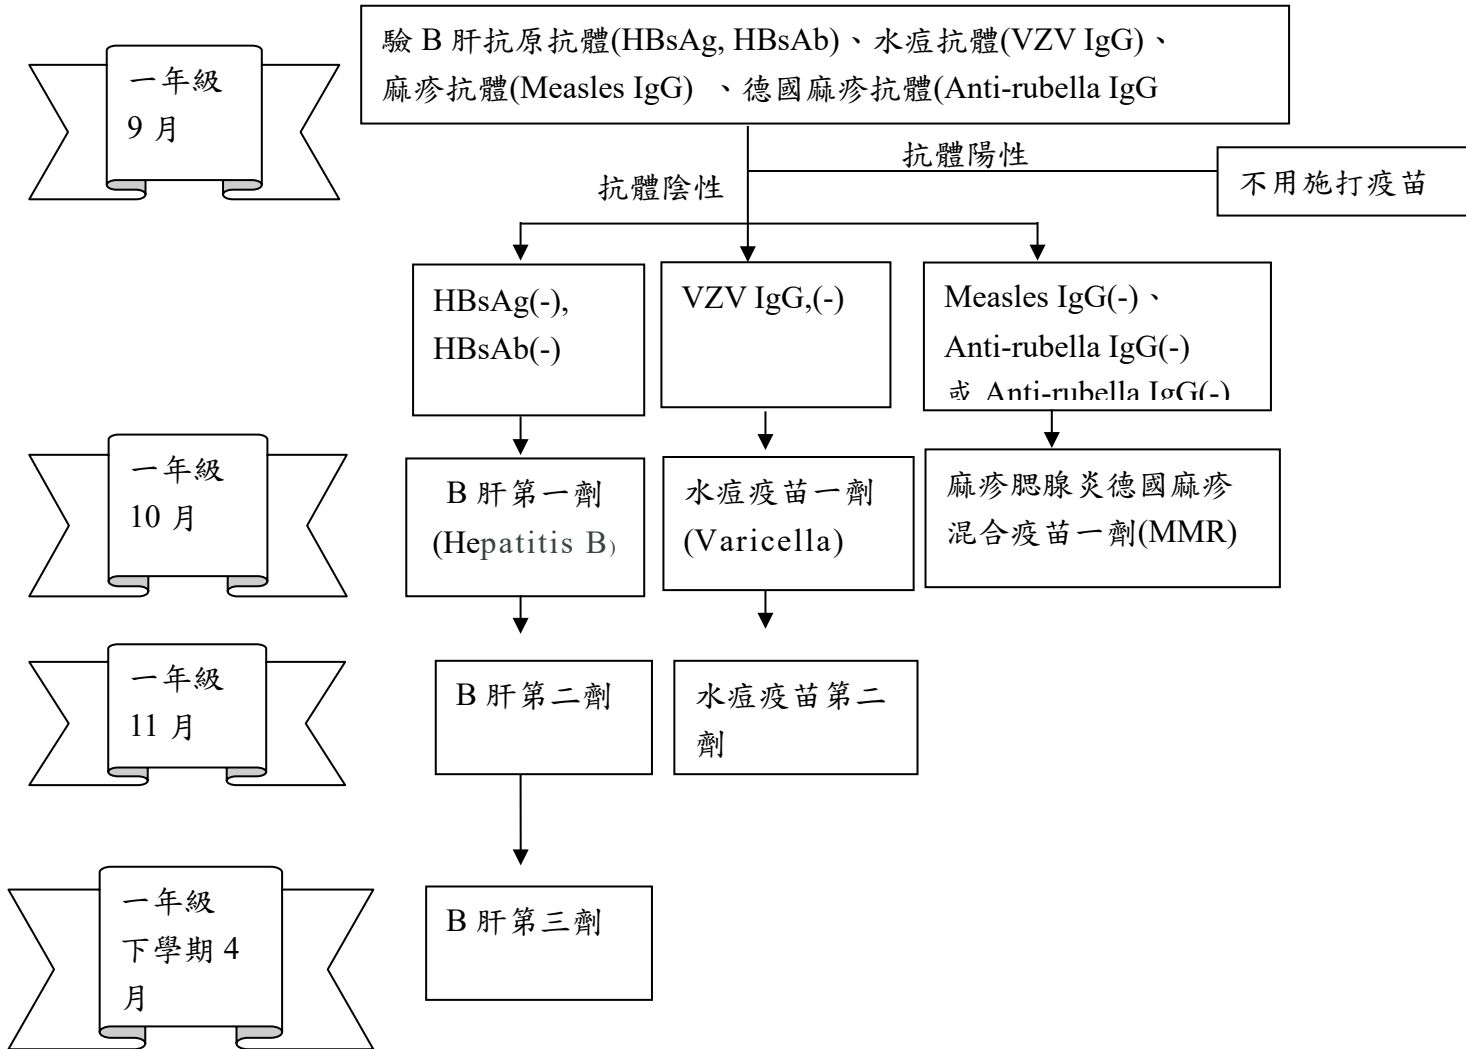 一年級
9 月
驗 B 肝抗原抗體(HBsAg, HBsAb)、水痘抗體(VZV IgG)、
麻疹抗體(Measles IgG) 、德國麻疹抗體(Anti-rubella IgG
抗體陽性
不用施打疫苗
抗體陰性
HBsAg(-),
HBsAb(-)
VZV IgG,(-)
Measles IgG(-)、
Anti-rubella IgG(-)
或 Anti-rubella IgG(-)
一年級
10 月
B 肝第一劑
(Hepatitis B)
水痘疫苗一劑
(Varicella)
麻疹腮腺炎德國麻疹
混合疫苗一劑(MMR)
一年級
11 月
B 肝第二劑
水痘疫苗第二
劑
一年級
下學期 4
月
B 肝第三劑